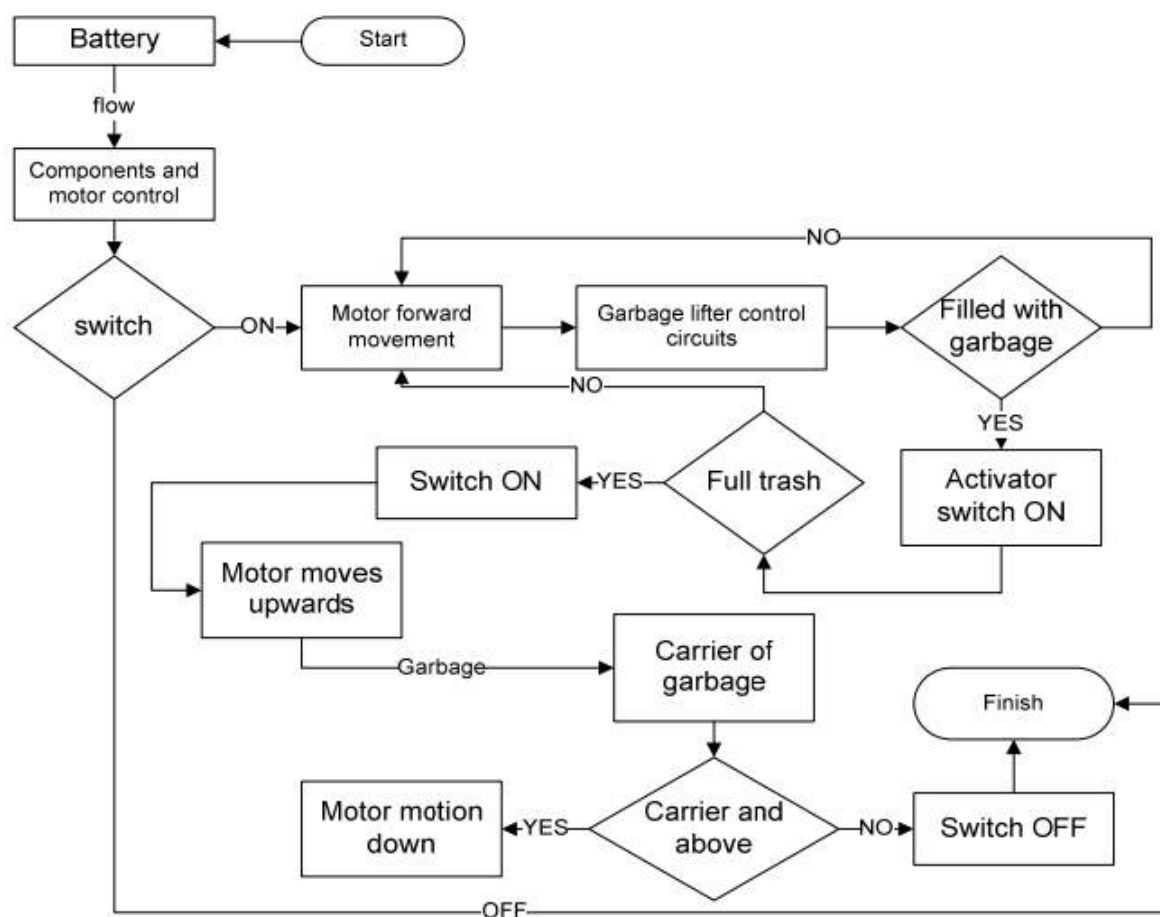 Battery
Start
flow
Components and
motor control
switch
ON
Motor forward
movement
Garbage lifter control
circuits
Filled with
garbage
NO
YES
Activator
switch ON
NO
Full trash
YES
Switch ON
Motor moves
upwards
Garbage
Carrier of
garbage
Finish
Carrier and
above
YES
Motor motion
down
NO
Switch OFF
OFF